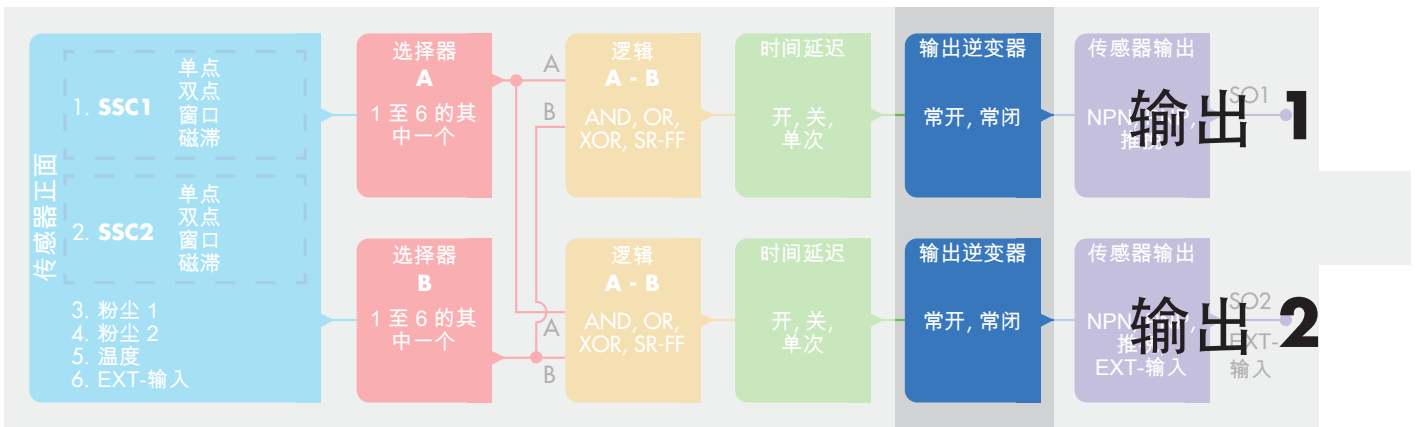 传感器正面
1. SSC1
单点
双点
窗口
磁滞
2. SSC2
单点
双点
窗口
磁滞
3. 粉尘 1
4. 粉尘 2
5. 温度
6. EXT-输入
选择器
A
1 至 6 的其
中一个
选择器
B
1 至 6 的其
中一个
A
B
逻辑
A - B
AND, OR,
XOR, SR-FF
A
B
逻辑
A - B
AND, OR,
XOR, SR-FF
时间延迟
开, 关,
单次
时间延迟
开, 关,
单次
输出逆变器
常开, 常闭
输出逆变器
常开, 常闭
传感器输出
NPN
SO1
输出 1
传感器输出
NPN
EXT-输入
SO2
EXT-
输入
输出 2